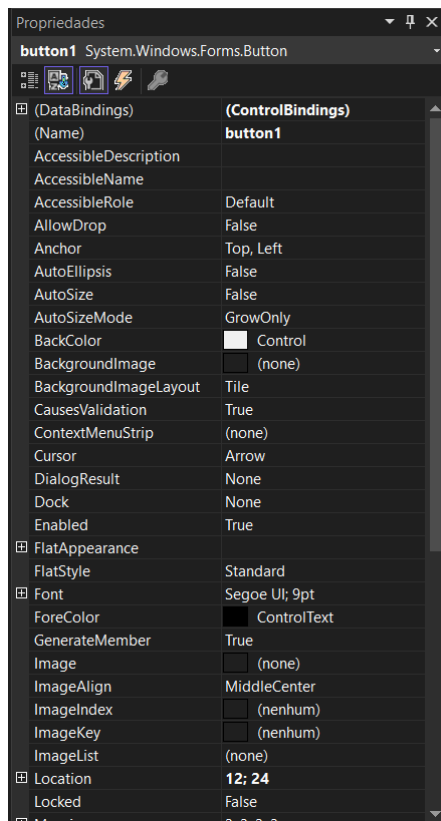 Propriedades
button1 System.Windows.Forms.Button
(DataBindings) (ControlBindings)
(Name) button1
AccessibleDescription
AccessibleName
AccessibleRole Default
AllowDrop False
Anchor Top, Left
AutoEllipsis False
AutoSize False
AutoSizeMode GrowOnly
BackColor Control
BackgroundImage (none)
BackgroundImageLayout Tile
CausesValidation True
ContextMenuStrip (none)
Cursor Arrow
DialogResult None
Dock None
Enabled True
FlatAppearance
FlatStyle Standard
Font Segoe UI; 9pt
ForeColor ControlText
GenerateMember True
Image (none)
ImageAlign MiddleCenter
ImageIndex (nenhum)
ImageKey (nenhum)
ImageList (none)
Location 12; 24
Locked False